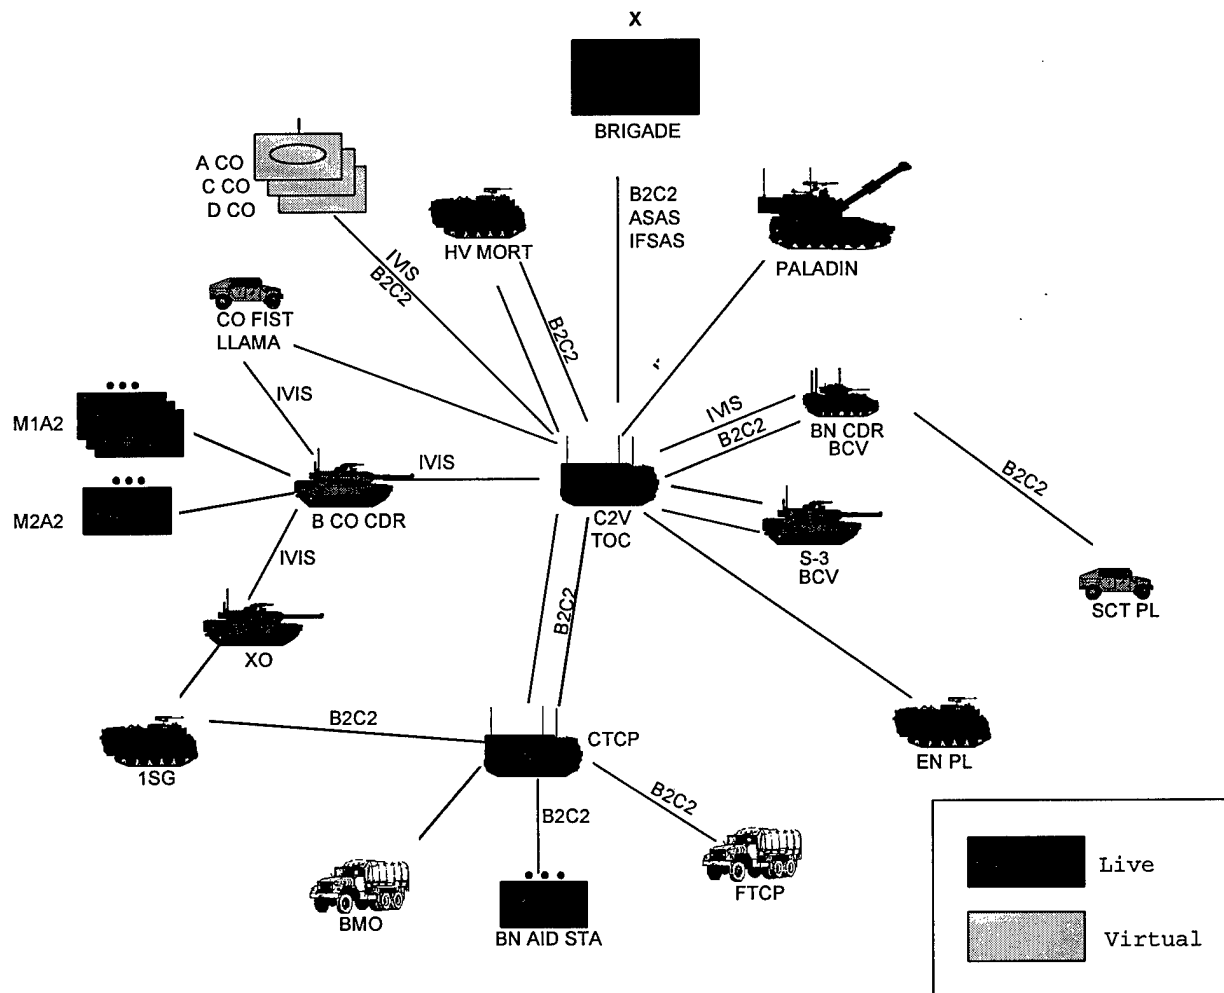 X
BRIGADE
A CO
C CO
D CO
HV MORT
B2C2
ASAS
IFSAS
PALADIN
IVIS
B2C2
B2C2
CO FIST
LLAMA
IVIS
M1A2
M2A2
B CO CDR
IVIS
C2V
TOC
IVIS
B2C2
BN CDR
BCV
B2C2
S-3
BCV
SCT PL
IVIS
XO
B2C2
1SG
B2C2
CTCP
EN PL
B2C2
B2C2
BMO
BN AID STA
FTCP
Live
Virtual